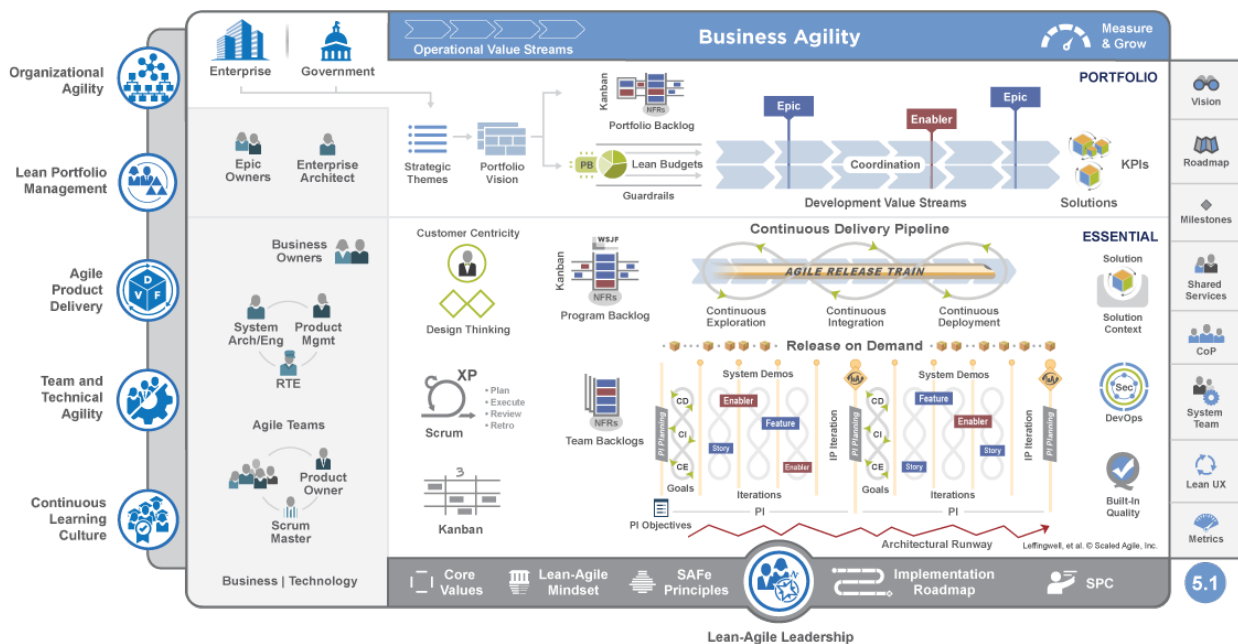 Organizational
Agility
Lean Portfolio
Management
Agile
Product
Delivery
D
V F
Team and
Technical
Agility
Continuous
Learning
Culture
Enterprise
Government
Operational Value Streams
Business Agility
Measure
& Grow
PORTFOLIO
Epic
Owners
Enterprise
Architect
Strategic
Themes
Portfolio
Vision
Kanban
NFRs
Portfolio Backlog
PB
Lean Budgets
Guardrails
Epic
Enabler
Epic
Coordination
Development Value Streams
KPIs
Solutions
ESSENTIAL
Business
Owners
System
Arch/Eng
Product
Mgmt
RTE
Customer Centricity
Design Thinking
Kanban
WSJF
NFRs
Program Backlog
Continuous Delivery Pipeline
AGILE RELEASE TRAIN
Continuous
Exploration
Continuous
Integration
Continuous
Deployment
Solution
Solution
Context
Release on Demand
Agile Teams
Product
Owner
Scrum
Master
XP
Scrum
• Plan
• Execute
• Review
• Retro
3
Kanban
NFRs
Team Backlogs
System Demos
System Demos
PI Planning
CD
CI
CE
Goals
Enabler
Story
Feature
Enabler
Iterations
IP Iteration
PI Planning
CD
CI
CE
Goals
Feature
Story
Enabler
Story
Iterations
IP Iteration
PI Planning
PI Objectives
PI
PI
Architectural Runway
Leffingwell, et al. © Scaled Agile, Inc.
Sec
DevOps
Built-In
Quality
Business | Technology
Core
Values
Lean-Agile
Mindset
SAFe
Principles
N
Implementation
Roadmap
SPC
Lean-Agile Leadership
Vision
Roadmap
Milestones
Shared
Services
CoP
System
Team
Lean UX
Metrics
5.1